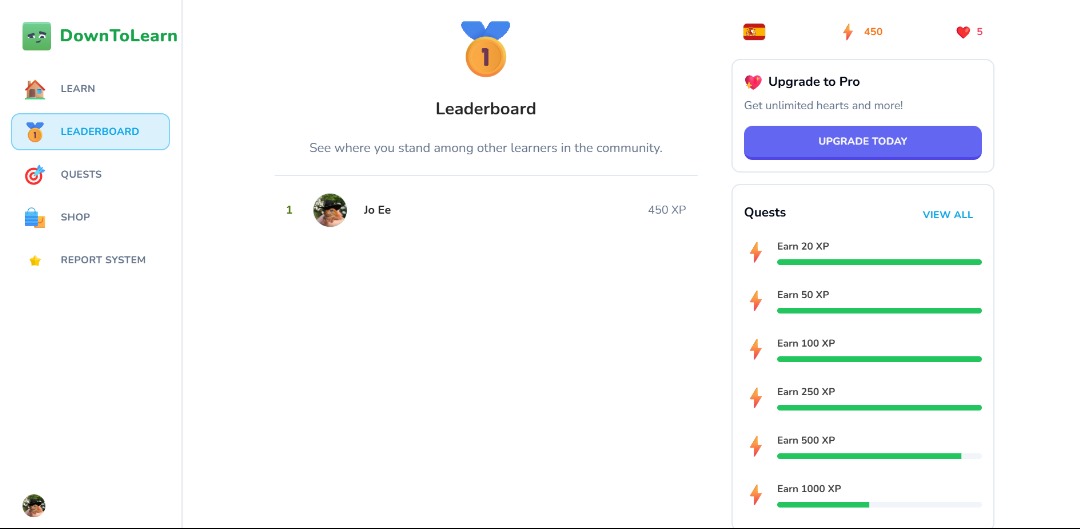 DownToLearn
LEARN
LEADERBOARD
QUESTS
SHOP
REPORT SYSTEM
1
Leaderboard
See where you stand among other learners in the community.
1 Jo Ee 450 XP
450 5
Upgrade to Pro
Get unlimited hearts and more!
UPGRADE TODAY
Quests VIEW ALL
Earn 20 XP
Earn 50 XP
Earn 100 XP
Earn 250 XP
Earn 500 XP
Earn 1000 XP